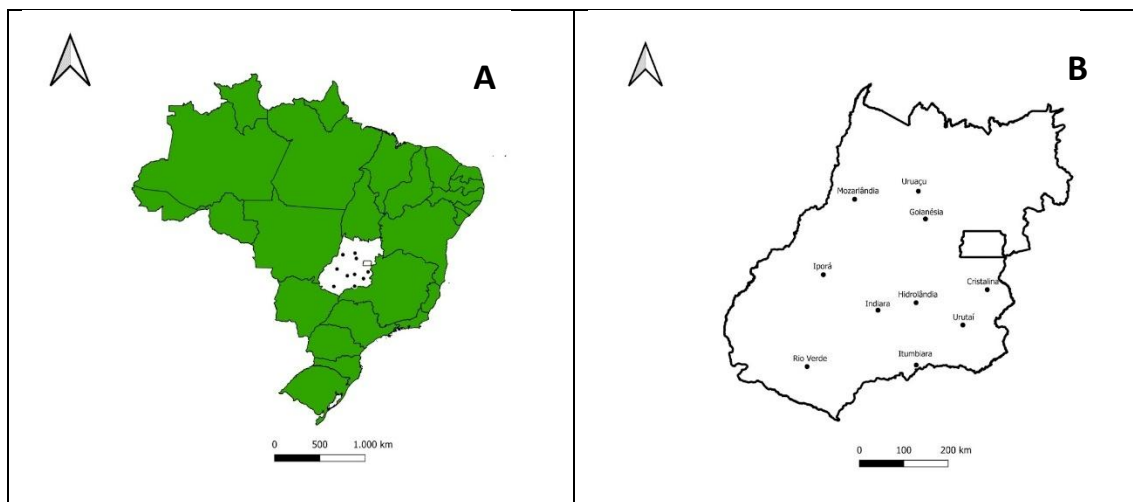 A
0 500 1.000 km
B
Uruaçu
Mozarlândia
Goianésia
Iporá
Cristalina
Hidrolândia
Indiara
Urutaí
Itumbiara
Rio Verde
0 100 200 km